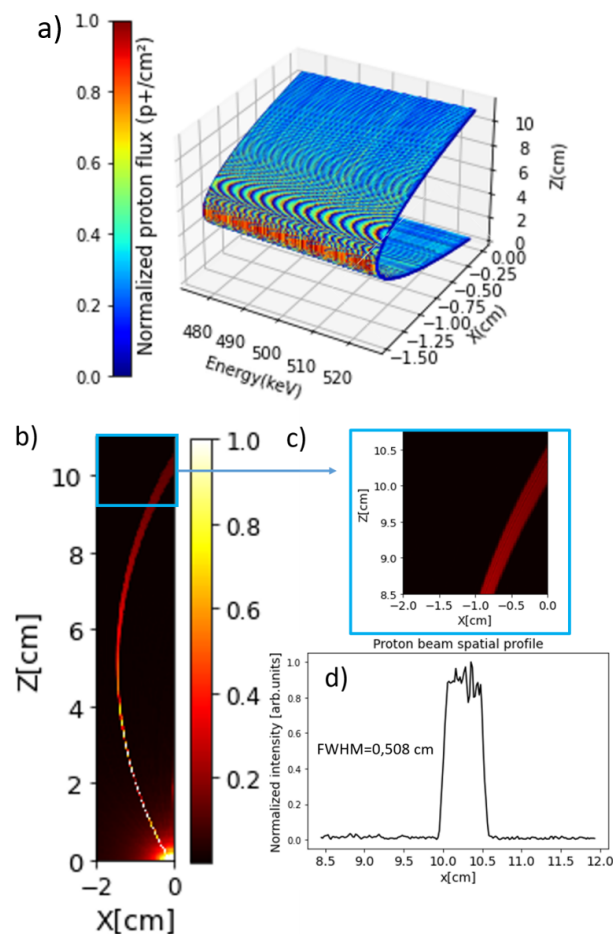 a)
1.0
0.8
0.6
0.4
0.2
0.0
Normalized proton flux (p+/cm²)
10
8
6
4
2
0
Z(cm)
0.00
−0.25
−0.50
−0.75
−1.00
−1.25
−1.50
X(cm)
480
490
500
510
520
Energy(keV)
b)
10
8
6
4
2
0
Z[cm]
−2
0
X[cm]
1.0
0.8
0.6
0.4
0.2
c)
10.5
10.0
9.5
9.0
8.5
Z[cm]
−2.0 −1.5 −1.0 −0.5 0.0
X[cm]
Proton beam spatial profile
d)
1.0
0.8
0.6
0.4
0.2
0.0
Normalized intensity [arb.units]
FWHM=0,508 cm
8.5 9.0 9.5 10.0 10.5 11.0 11.5 12.0
x[cm]